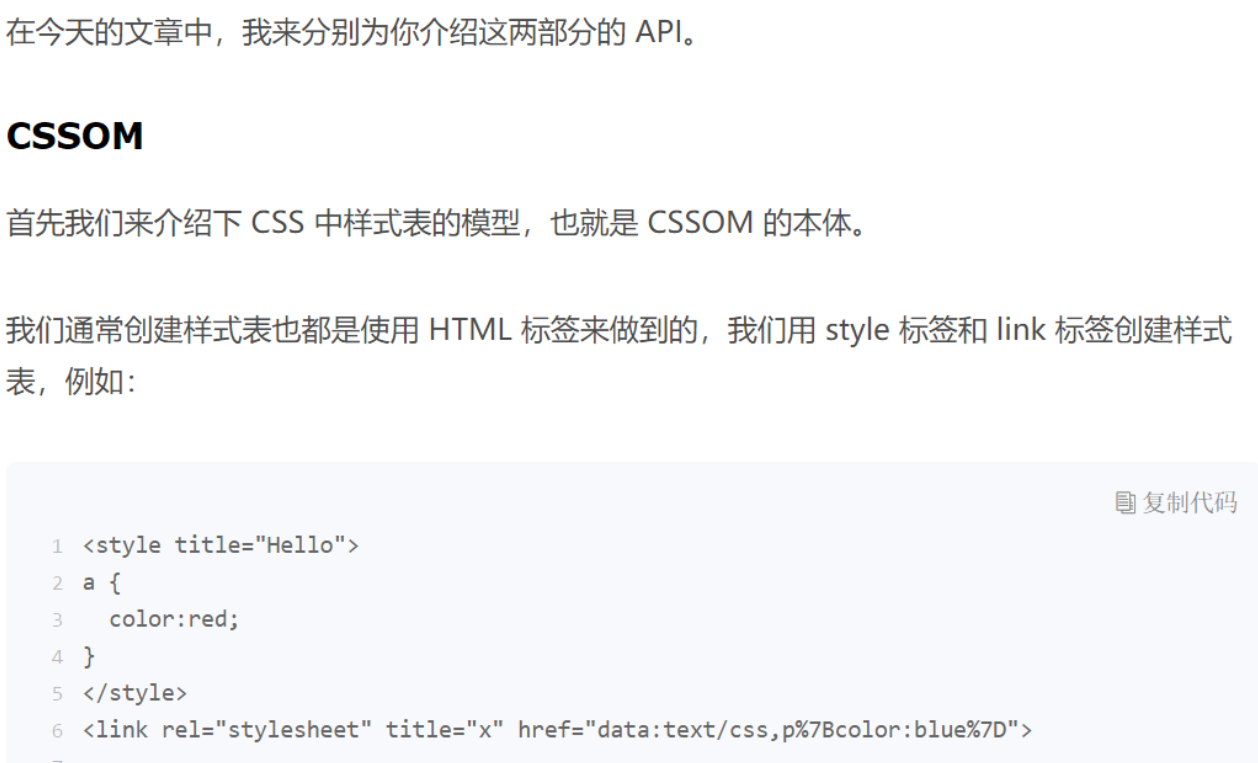 在今天的文章中，我来分别为你介绍这两部分的 API。
CSSOM
首先我们来介绍下 CSS 中样式表的模型，也就是 CSSOM 的本体。
我们通常创建样式表也都是使用 HTML 标签来做到的，我们用 style 标签和 link 标签创建样式
表，例如：
复制代码
1 <style title="Hello">
2 a {
3   color:red;
4 }
5 </style>
6 <link rel="stylesheet" title="x" href="data:text/css,p%7Bcolor:blue%7D">